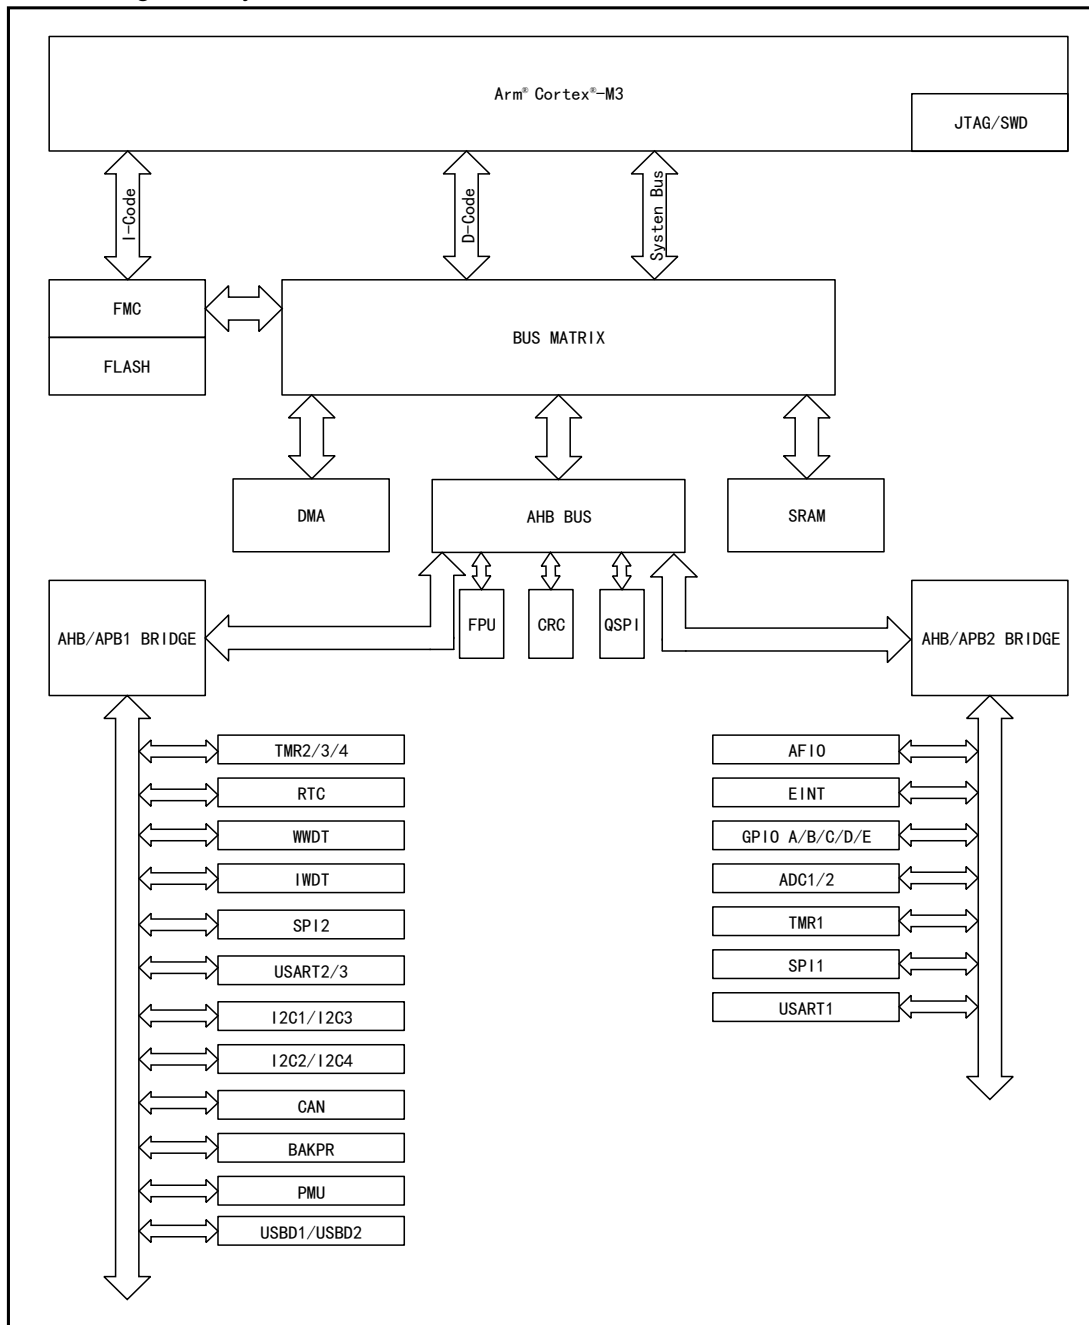 Arm® Cortex®-M3
JTAG/SWD
I-Code
D-Code
Systen Bus
FMC
FLASH
BUS MATRIX
DMA
AHB BUS
SRAM
AHB/APB1 BRIDGE
FPU
CRC
QSPI
AHB/APB2 BRIDGE
TMR2/3/4
RTC
WWDT
IWDT
SPI2
USART2/3
I2C1/I2C3
I2C2/I2C4
CAN
BAKPR
PMU
USBD1/USBD2
AFIO
EINT
GPIO A/B/C/D/E
ADC1/2
TMR1
SPI1
USART1